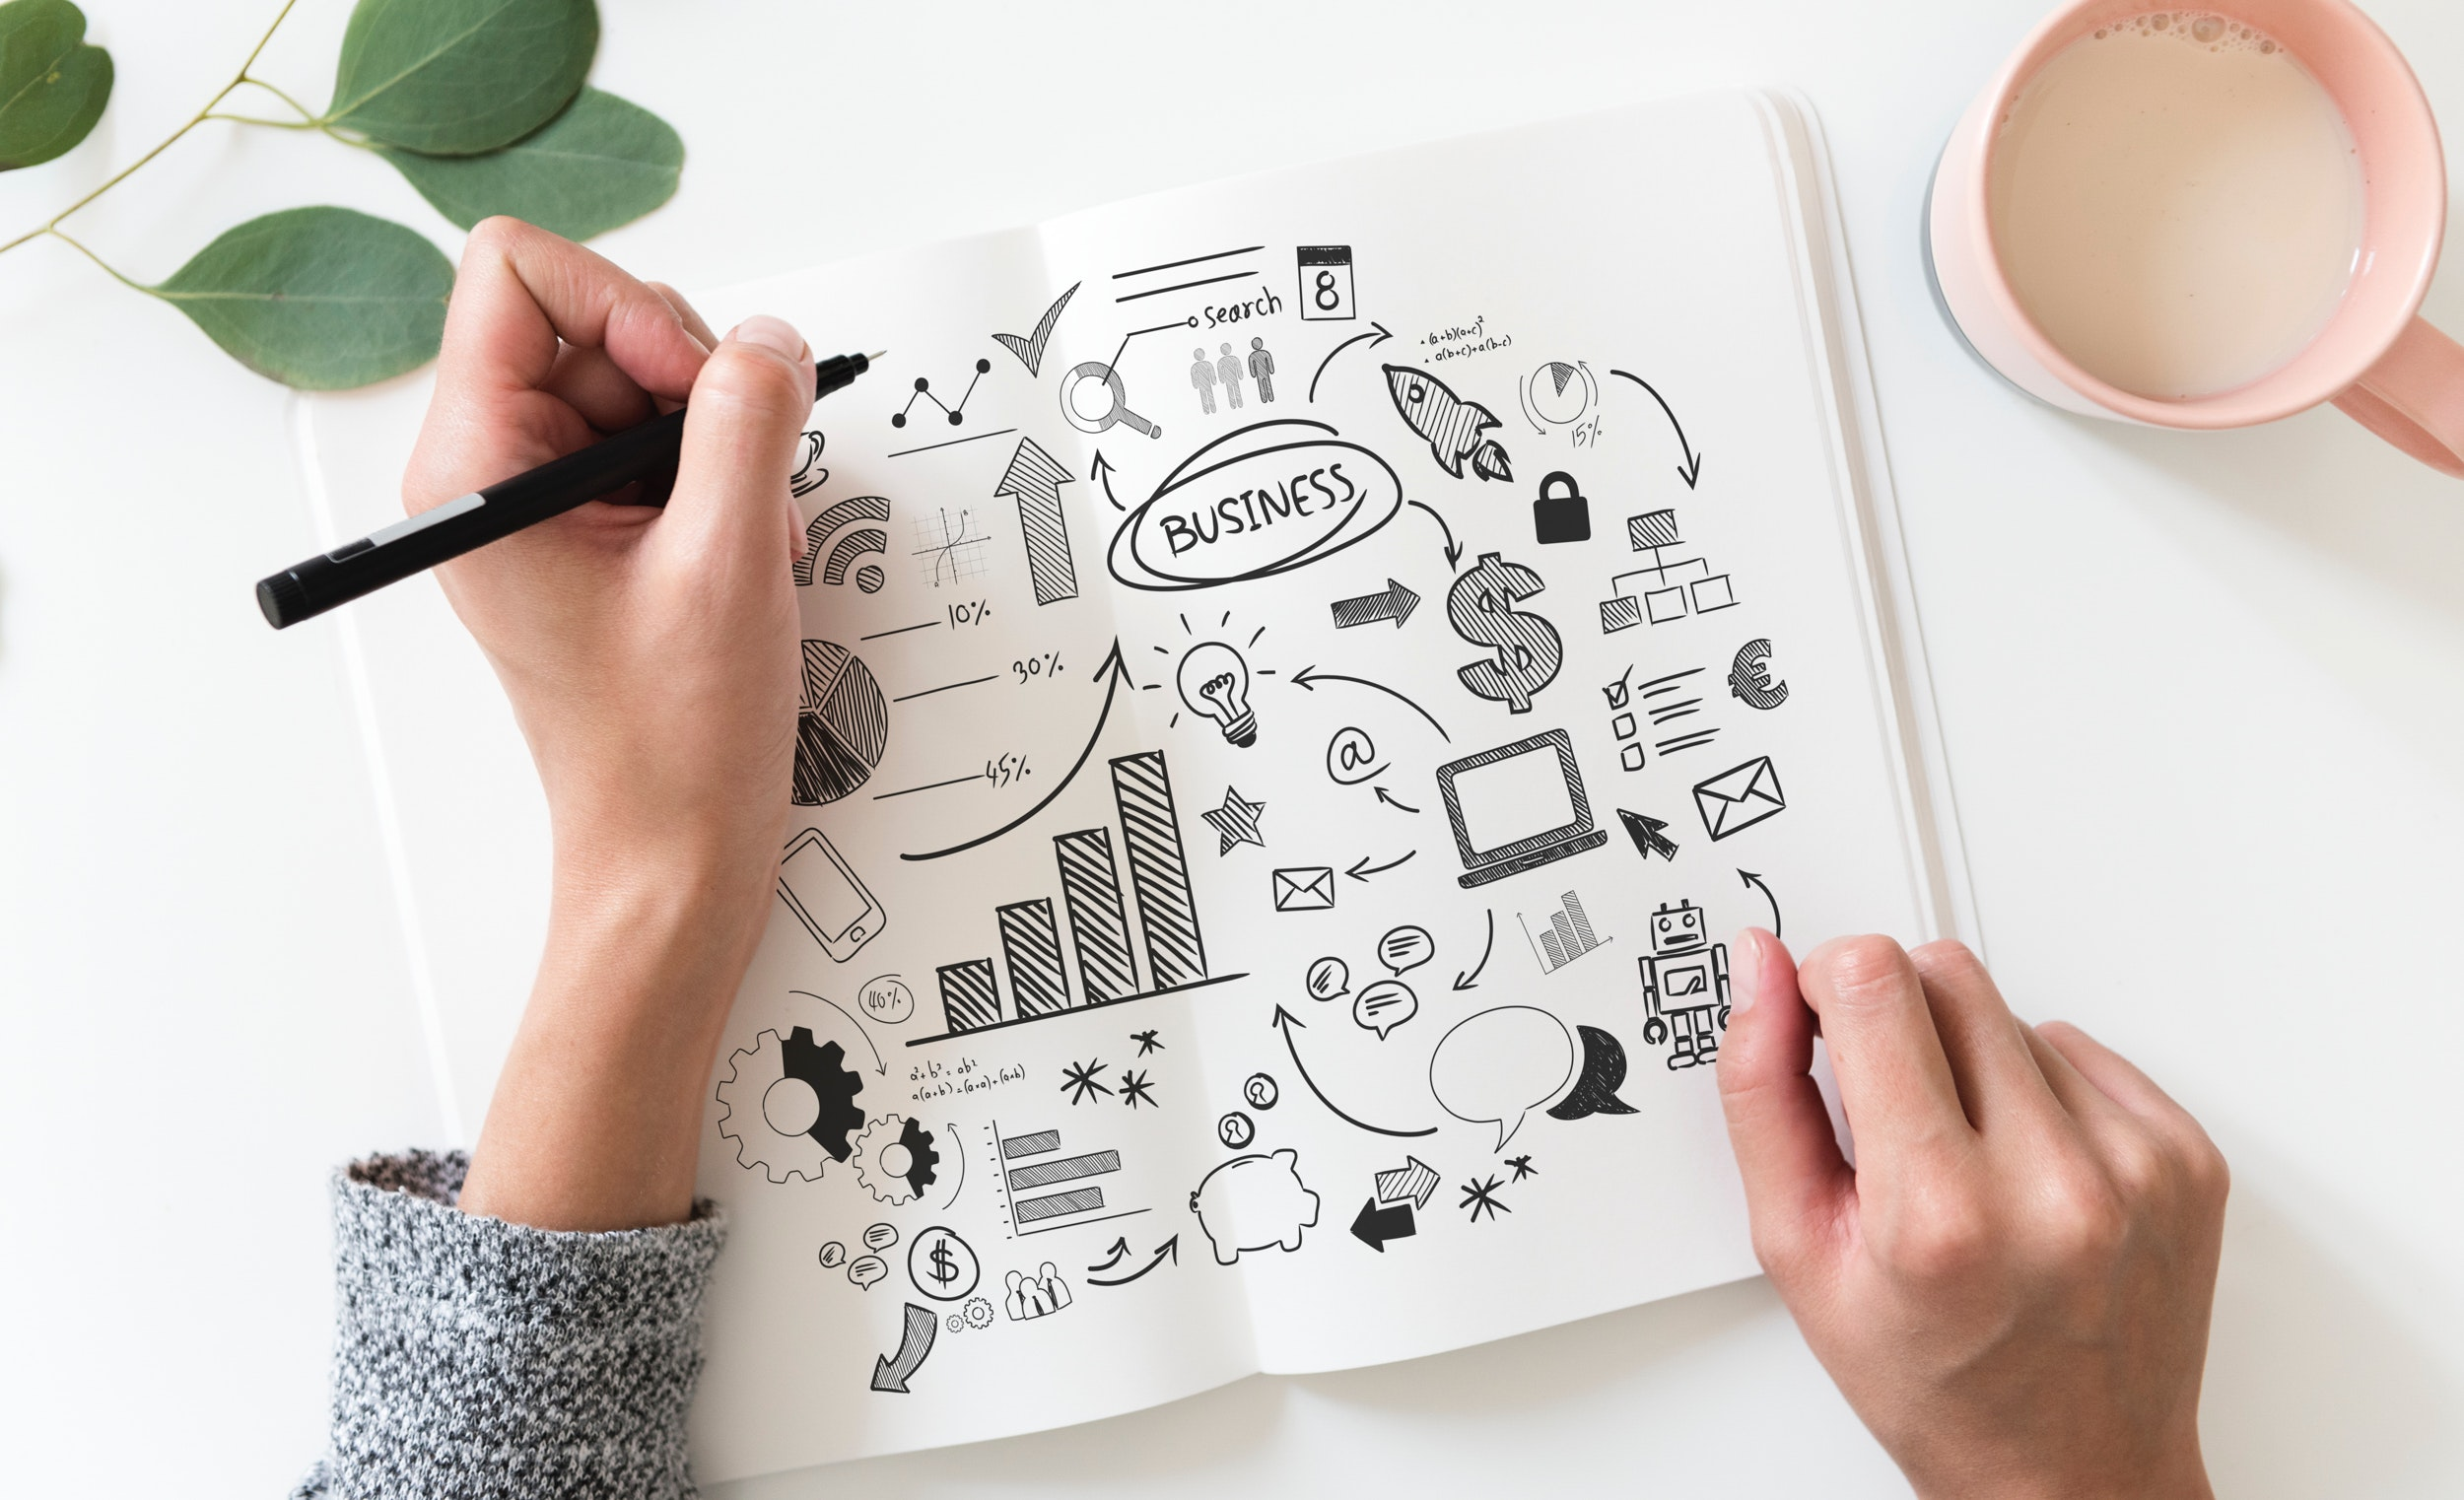 search
8
- (a+b)(a+c)²
- a(b+c)+a(b-c)
15%
BUSINESS
$
10%
30%
45%
€
@
40%
a²+b²=ab²
$